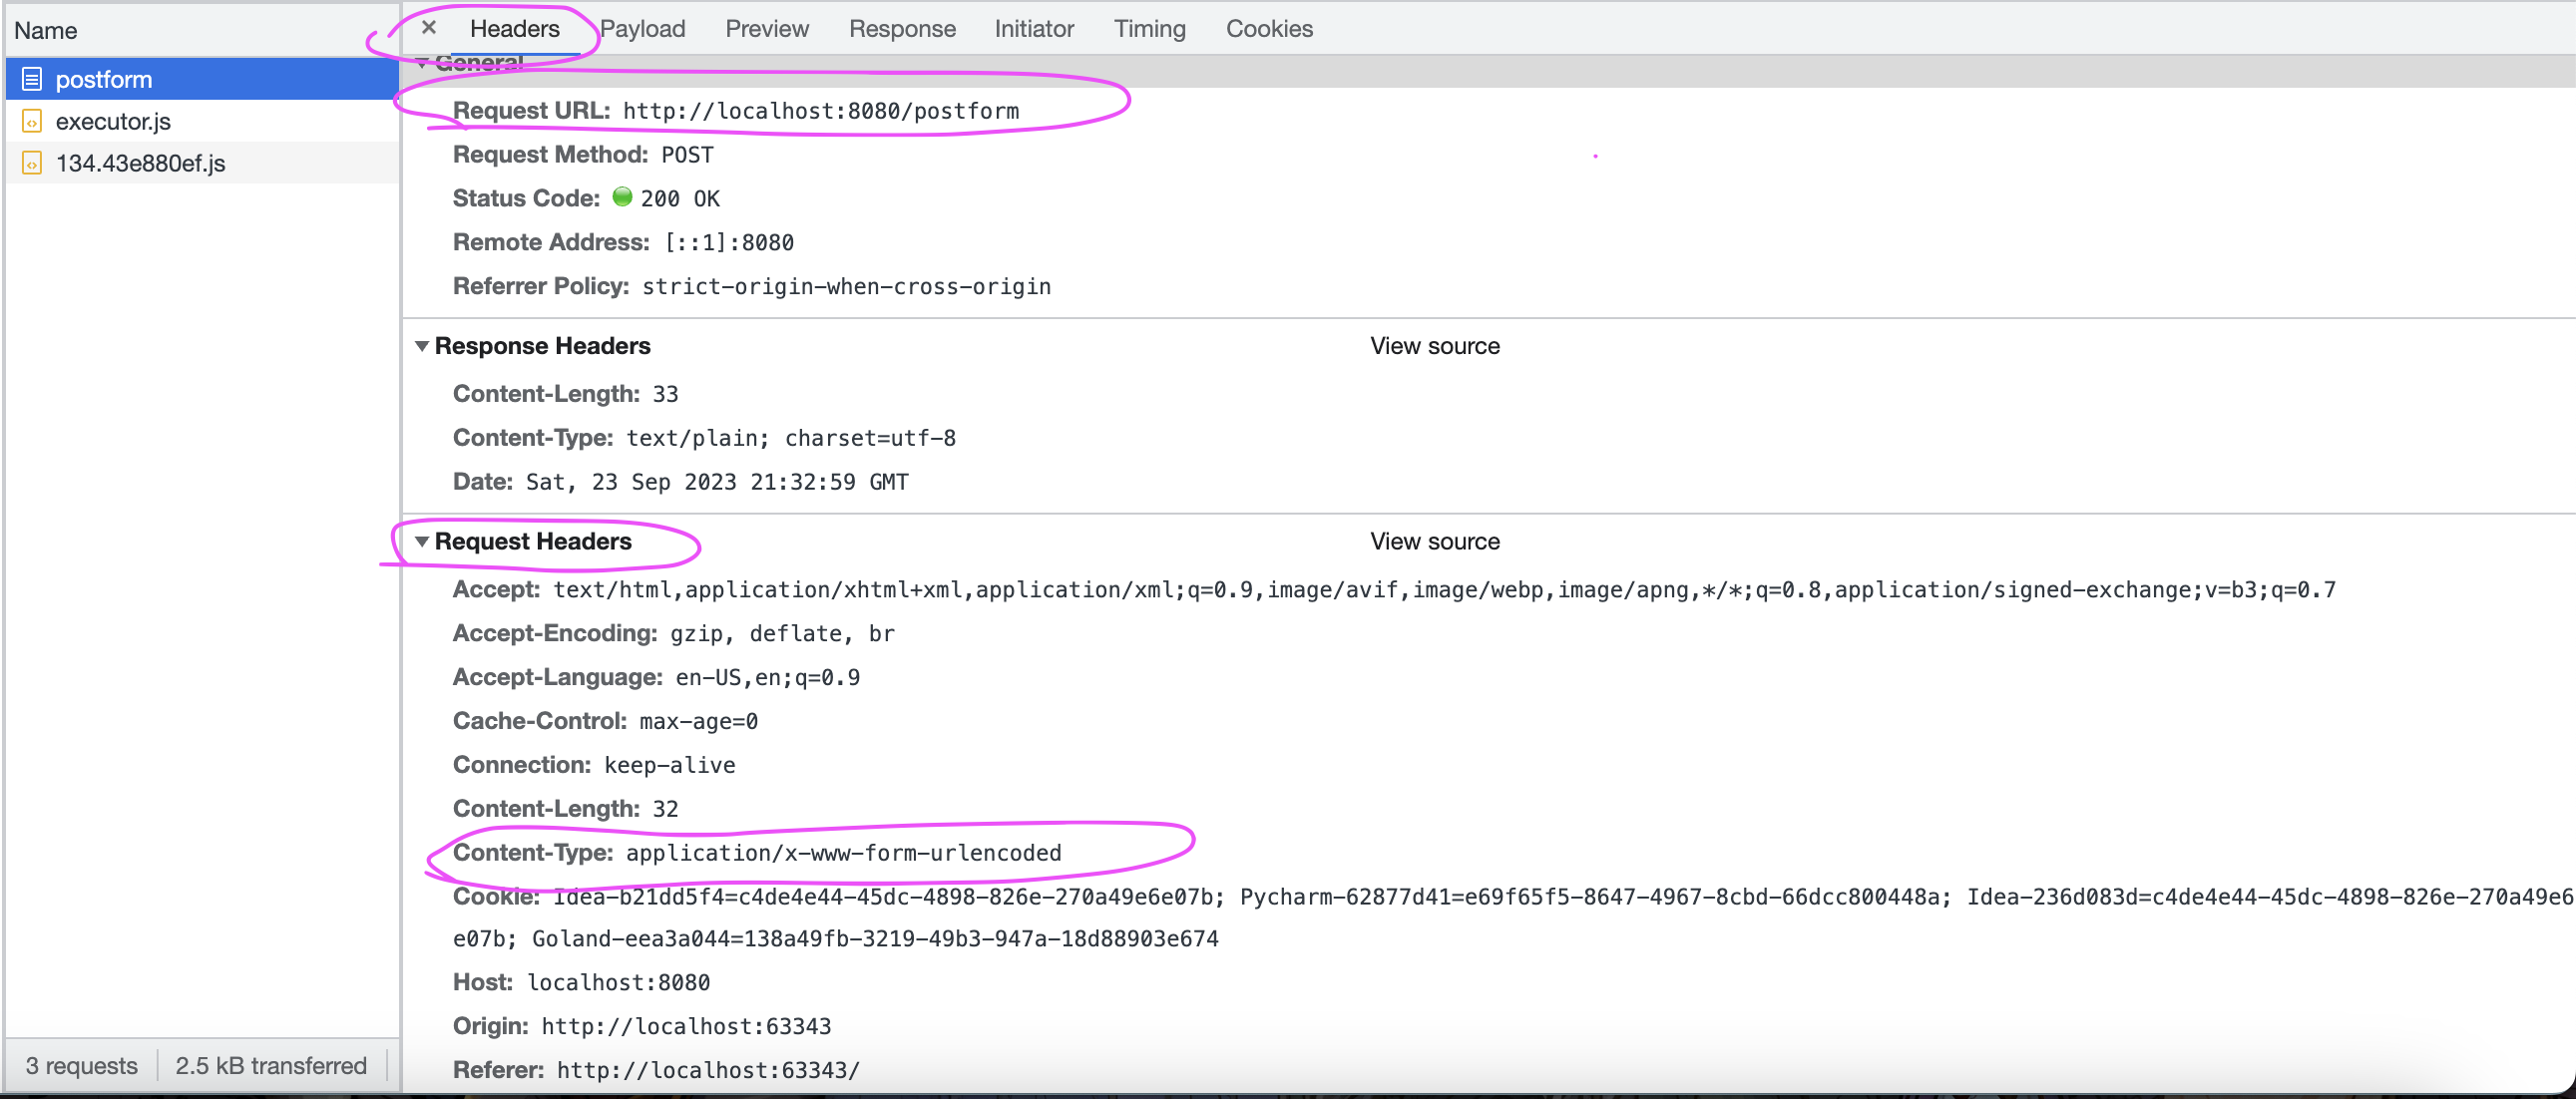 Name
postform
executor.js
134.43e880ef.js
3 requests
2.5 kB transferred
× Headers Payload Preview Response Initiator Timing Cookies
General
Request URL: http://localhost:8080/postform
Request Method: POST
Status Code: 200 OK
Remote Address: [::1]:8080
Referrer Policy: strict-origin-when-cross-origin
Response Headers View source
Content-Length: 33
Content-Type: text/plain; charset=utf-8
Date: Sat, 23 Sep 2023 21:32:59 GMT
Request Headers View source
Accept: text/html,application/xhtml+xml,application/xml;q=0.9,image/avif,image/webp,image/apng,*/*;q=0.8,application/signed-exchange;v=b3;q=0.7
Accept-Encoding: gzip, deflate, br
Accept-Language: en-US,en;q=0.9
Cache-Control: max-age=0
Connection: keep-alive
Content-Length: 32
Content-Type: application/x-www-form-urlencoded
Cookie: Idea-b21dd5f4=c4de4e44-45dc-4898-826e-270a49e6e07b; Pycharm-62877d41=e69f65f5-8647-4967-8cbd-66dcc800448a; Idea-236d083d=c4de4e44-45dc-4898-826e-270a49e6
e07b; Goland-eea3a044=138a49fb-3219-49b3-947a-18d88903e674
Host: localhost:8080
Origin: http://localhost:63343
Referer: http://localhost:63343/